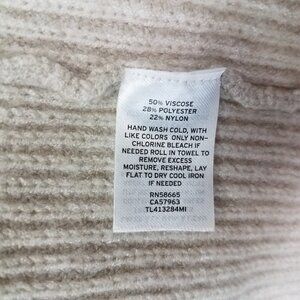 50% VISCOSE
28% POLYESTER
22% NYLON
HAND WASH COLD, WITH
LIKE COLORS ONLY NON-
CHLORINE BLEACH IF
NEEDED ROLL IN TOWEL TO
REMOVE EXCESS
MOISTURE, RESHAPE, LAY
FLAT TO DRY COOL IRON
IF NEEDED
RN58665
CA57963
TL413284MI